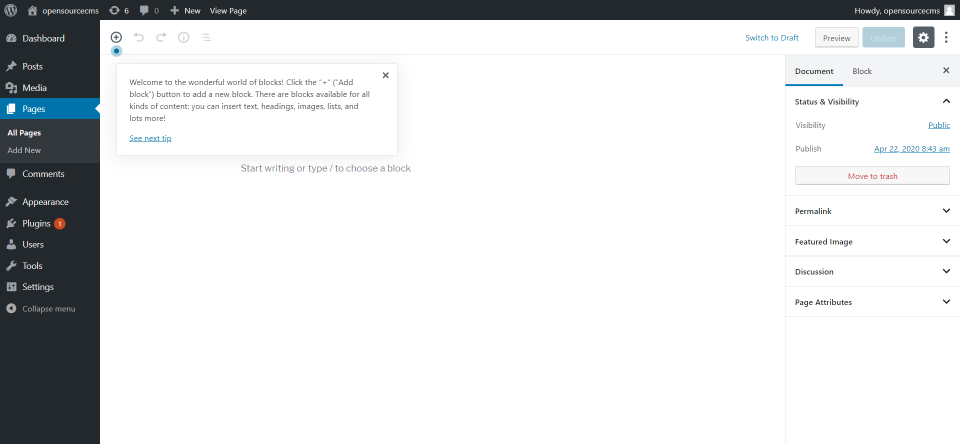 opensourcecms 6 0 New View Page Howdy, opensourcecms
Dashboard
Posts
Media
Pages
All Pages
Add New
Comments
Appearance
Plugins 1
Users
Tools
Settings
Collapse menu
Switch to Draft Preview Update
Welcome to the wonderful world of blocks! Click the “+” (“Add
block”) button to add a new block. There are blocks available for all
kinds of content: you can insert text, headings, images, lists, and
lots more!
See next tip
Start writing or type / to choose a block
Document Block
Status & Visibility
Visibility Public
Publish Apr 22, 2020 8:43 am
Move to trash
Permalink
Featured Image
Discussion
Page Attributes